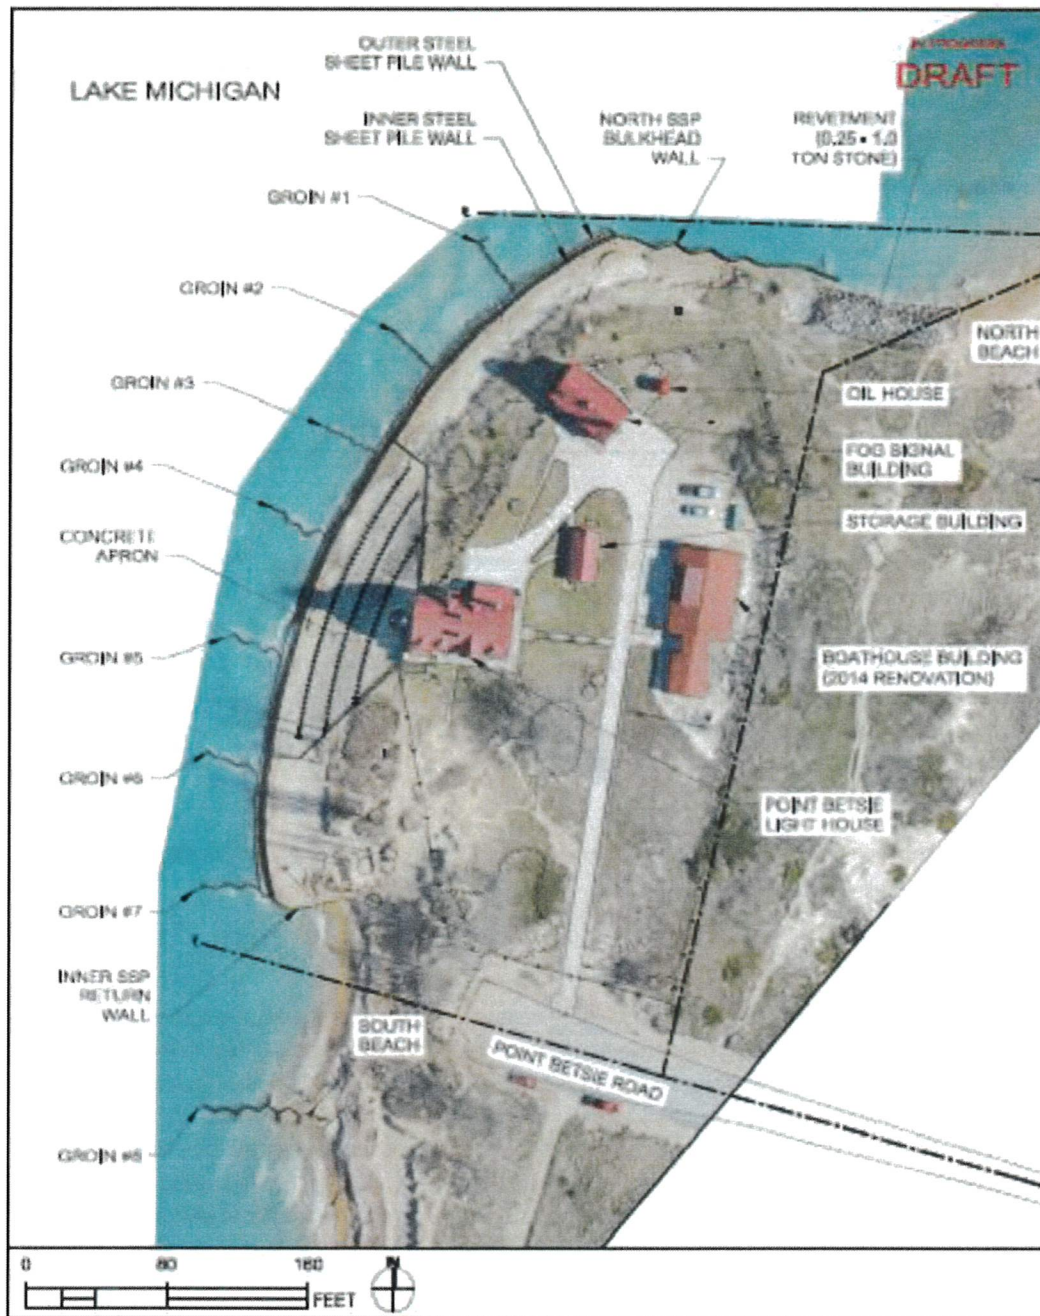 OUTER STEEL
SHEET PILE WALL
DRAFT
LAKE MICHIGAN
INNER STEEL
SHEET PILE WALL
NORTH SSP
BULKHEAD
WALL
REVETMENT
(0.25 - 1.0
TON STONE)
GROIN #1
GROIN #2
NORTH
BEACH
GROIN #3
OIL HOUSE
FOG SIGNAL
BUILDING
GROIN #4
STORAGE BUILDING
CONCRETE
APRON
GROIN #5
BOATHOUSE BUILDING
(2014 RENOVATION)
GROIN #6
POINT BETSIE
LIGHT HOUSE
GROIN #7
INNER SSP
RETURN
WALL
SOUTH
BEACH
POINT BETSIE ROAD
GROIN #8
0 80 160
FEET
N